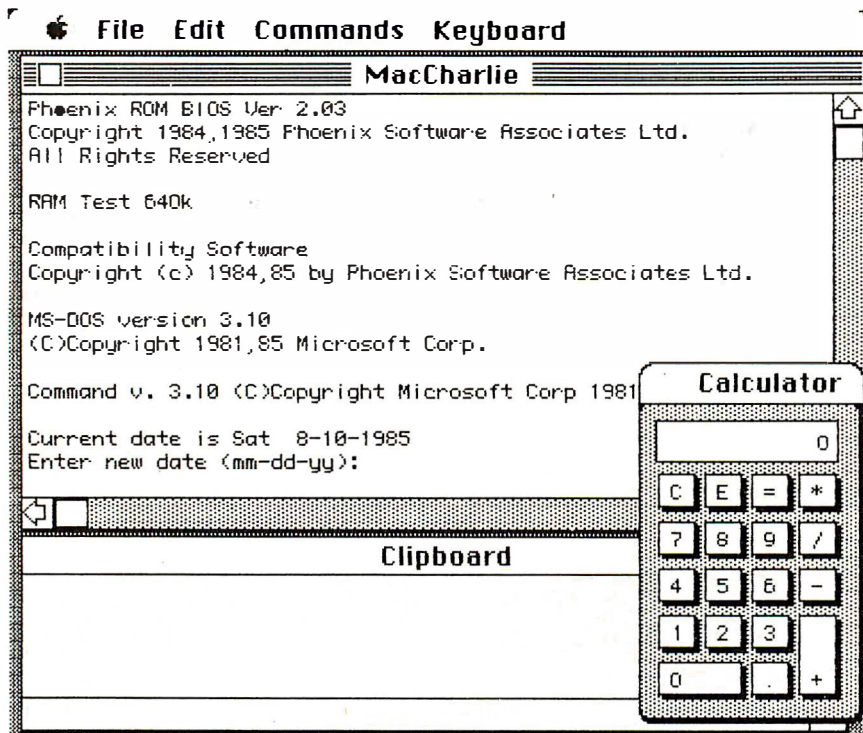 File Edit Commands Keyboard
MacCharlie
Phoenix ROM BIOS Ver 2.03
Copyright 1984,1985 Phoenix Software Associates Ltd.
All Rights Reserved
RAM Test 640k
Compatibility Software
Copyright (c) 1984,85 by Phoenix Software Associates Ltd.
MS-DOS version 3.10
(C)Copyright 1981,85 Microsoft Corp.
Command v. 3.10 (C)Copyright Microsoft Corp 1981
Current date is Sat 8-10-1985
Enter new date (mm-dd-yy):
Clipboard
Calculator
0
C E = *
7 8 9 /
4 5 6 -
1 2 3
0 . +